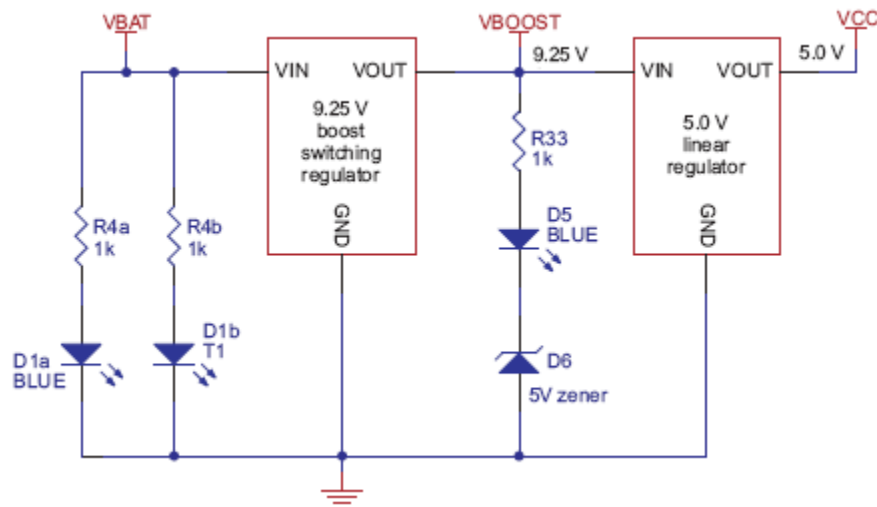 VBAT
VBOOST
VCC
VIN
VOUT
9.25 V
VIN
VOUT
5.0 V
9.25 V
boost
switching
regulator
GND
R33
1k
5.0 V
linear
regulator
GND
R4a
1k
R4b
1k
D5
BLUE
D1a
BLUE
D1b
T1
D6
5V zener